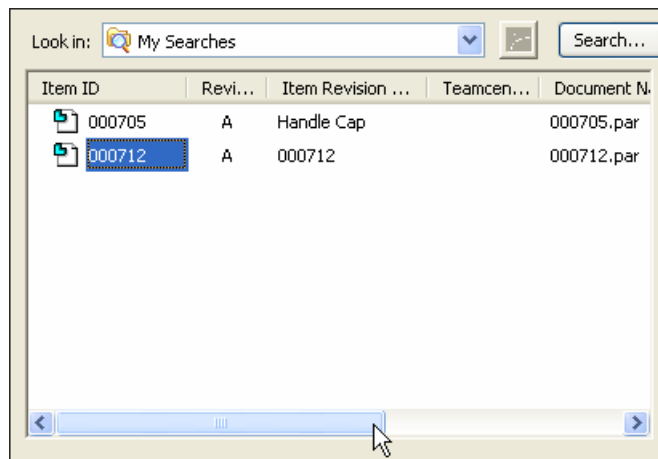 Look in: My Searches Search...
Item ID Revi... Item Revision ... Teamcen... Document N
000705 A Handle Cap 000705.par
000712 A 000712 000712.par